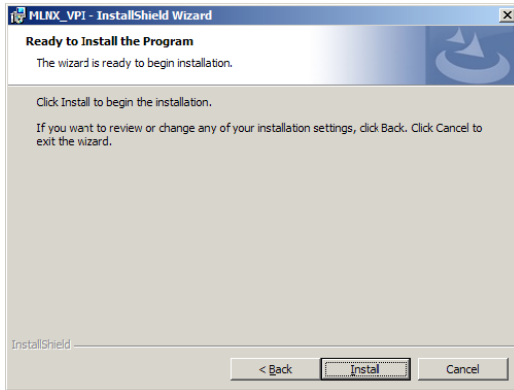 MLNX_VPI - InstallShield Wizard
Ready to Install the Program
The wizard is ready to begin installation.
Click Install to begin the installation.
If you want to review or change any of your installation settings, click Back. Click Cancel to
exit the wizard.
InstallShield
< Back Install Cancel